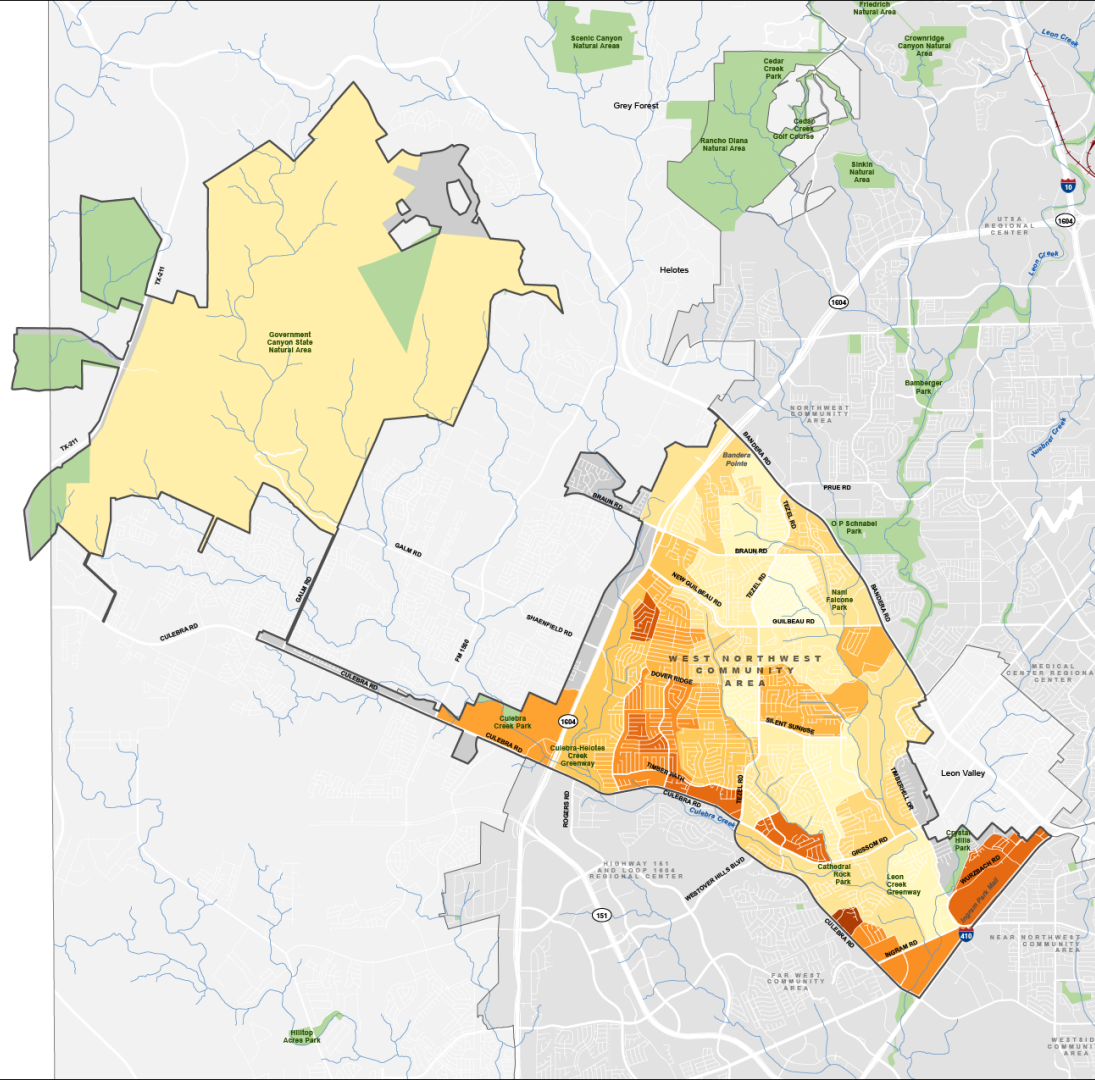 Friedrich
Natural Area
Scenic Canyon
Natural Areas
Crownridge
Canyon Natural
Area
Leon Creek
Cedar
Creek
Park
Grey Forest
Cedar
Creek
Golf Course
Rancho Diana
Natural Area
Sinkin
Natural
Area
10
1604
UTSA
REGIONAL
CENTER
Leon Creek
Helotes
TX-211
1604
Government
Canyon State
Natural Area
Bamberger
Park
NORTHWEST
COMMUNITY
AREA
Huebner Creek
TX-211
BANDERA RD
Bandera
Pointe
PRUE RD
BRAUN RD
TEZEL RD
O P Schnabel
Park
GALM RD
BRAUN RD
NEW GUILBEAU RD
TEZEL RD
GALM RD
Nani
Falcone
Park
BANDERA RD
CULEBRA RD
SHAENFIELD RD
GUILBEAU RD
FM 1560
WEST NORTHWEST
COMMUNITY
AREA
MEDICAL
CENTER REGIONAL
CENTER
CULEBRA RD
DOVER RIDGE
Culebra
Creek Park
1604
SILENT SUNRISE
CULEBRA RD
Culebra-Helotes
Creek
Greenway
TIMBER PATH
TEZEL RD
TIMBERHILL DR
Leon Valley
ROGERS RD
CULEBRA RD
Culebra Creek
Crystal
Hills
Park
GRISSOM RD
HIGHWAY 151
AND LOOP 1604
REGIONAL CENTER
WESTOVER HILLS BLVD
Cathedral
Rock
Park
Leon
Creek
Greenway
WURZBACH RD
Ingram Park Mall
151
CULEBRA RD
410
INGRAM RD
NEAR NORTHWEST
COMMUNITY
AREA
FAR WEST
COMMUNITY
AREA
Hilltop
Acres Park
WESTSIDE
COMMUNI
AREA